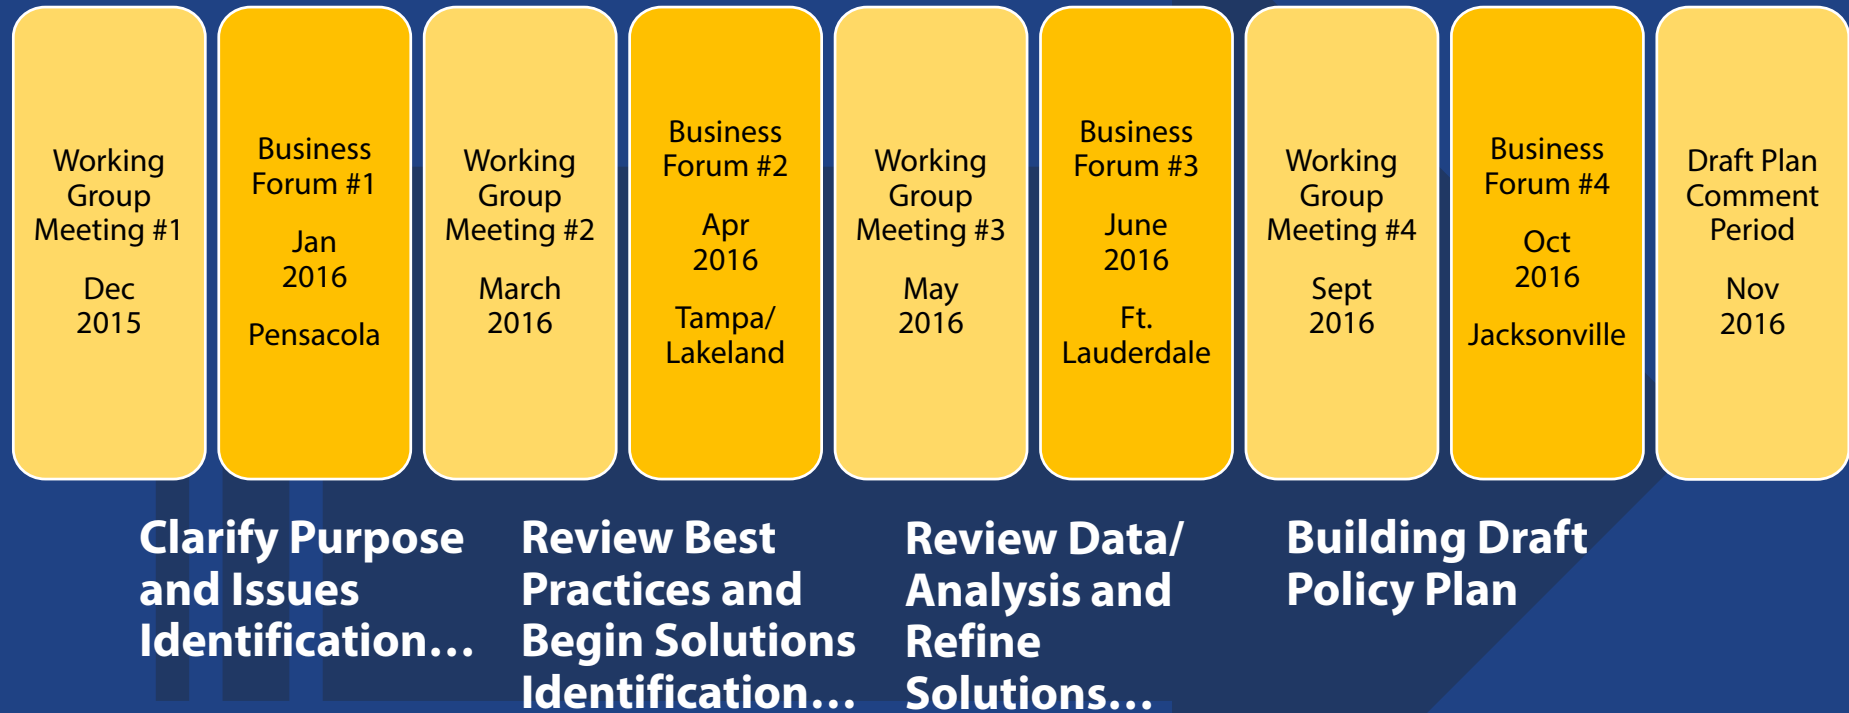 Working
Group
Meeting #1
Dec
2015
Business
Forum #1
Jan
2016
Pensacola
Working
Group
Meeting #2
March
2016
Business
Forum #2
Apr
2016
Tampa/
Lakeland
Working
Group
Meeting #3
May
2016
Business
Forum #3
June
2016
Ft.
Lauderdale
Working
Group
Meeting #4
Sept
2016
Business
Forum #4
Oct
2016
Jacksonville
Draft Plan
Comment
Period
Nov
2016
Clarify Purpose
and Issues
Identification…
Review Best
Practices and
Begin Solutions
Identification…
Review Data/
Analysis and
Refine
Solutions…
Building Draft
Policy Plan